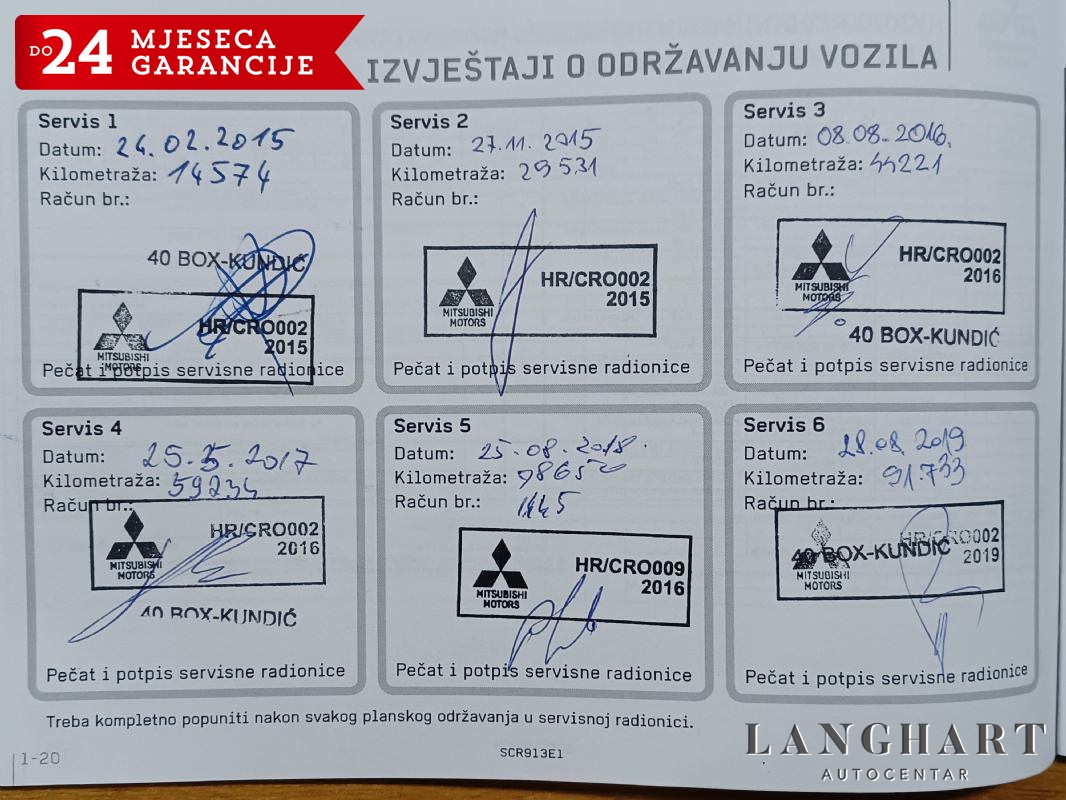 DO 24 MJESECA
GARANCIJE
IZVJEŠTAJI O ODRŽAVANJU VOZILA
Servis 1
Datum: 24.02.2015
Kilometraža: 14574
Račun br.:
40 BOX-KUNDIĆ
HR/CRO002
2015
MITSUBISHI
MOTORS
Pečat i potpis servisne radionice
Servis 2
Datum: 27.11.2015
Kilometraža: 29531
Račun br.:
HR/CRO002
2015
MITSUBISHI
MOTORS
Pečat i potpis servisne radionice
Servis 3
Datum: 08.08.2016.
Kilometraža: 44221
Račun br.:
HR/CRO002
2016
MITSUBISHI
MOTORS
40 BOX-KUNDIĆ
Pečat i potpis servisne radionice
Servis 4
Datum: 25.5.2017
Kilometraža: 59234
Račun br.:
HR/CRO002
2016
MITSUBISHI
MOTORS
40 BOX-KUNDIĆ
Pečat i potpis servisne radionice
Servis 5
Datum: 25.08.2018.
Kilometraža:
Račun br.: 1445
HR/CRO009
2016
MITSUBISHI
MOTORS
Pečat i potpis servisne radionice
Servis 6
Datum: 28.08 2019
Kilometraža: 91.733
Račun br.:
HR/CRO002
40 BOX-KUNDIĆ
2019
MITSUBISHI
MOTORS
Pečat i potpis servisne radionice
Treba kompletno popuniti nakon svakog planskog održavanja u servisnoj radionici.
1-20
SCR913E1
LANGHART
AUTOCENTAR